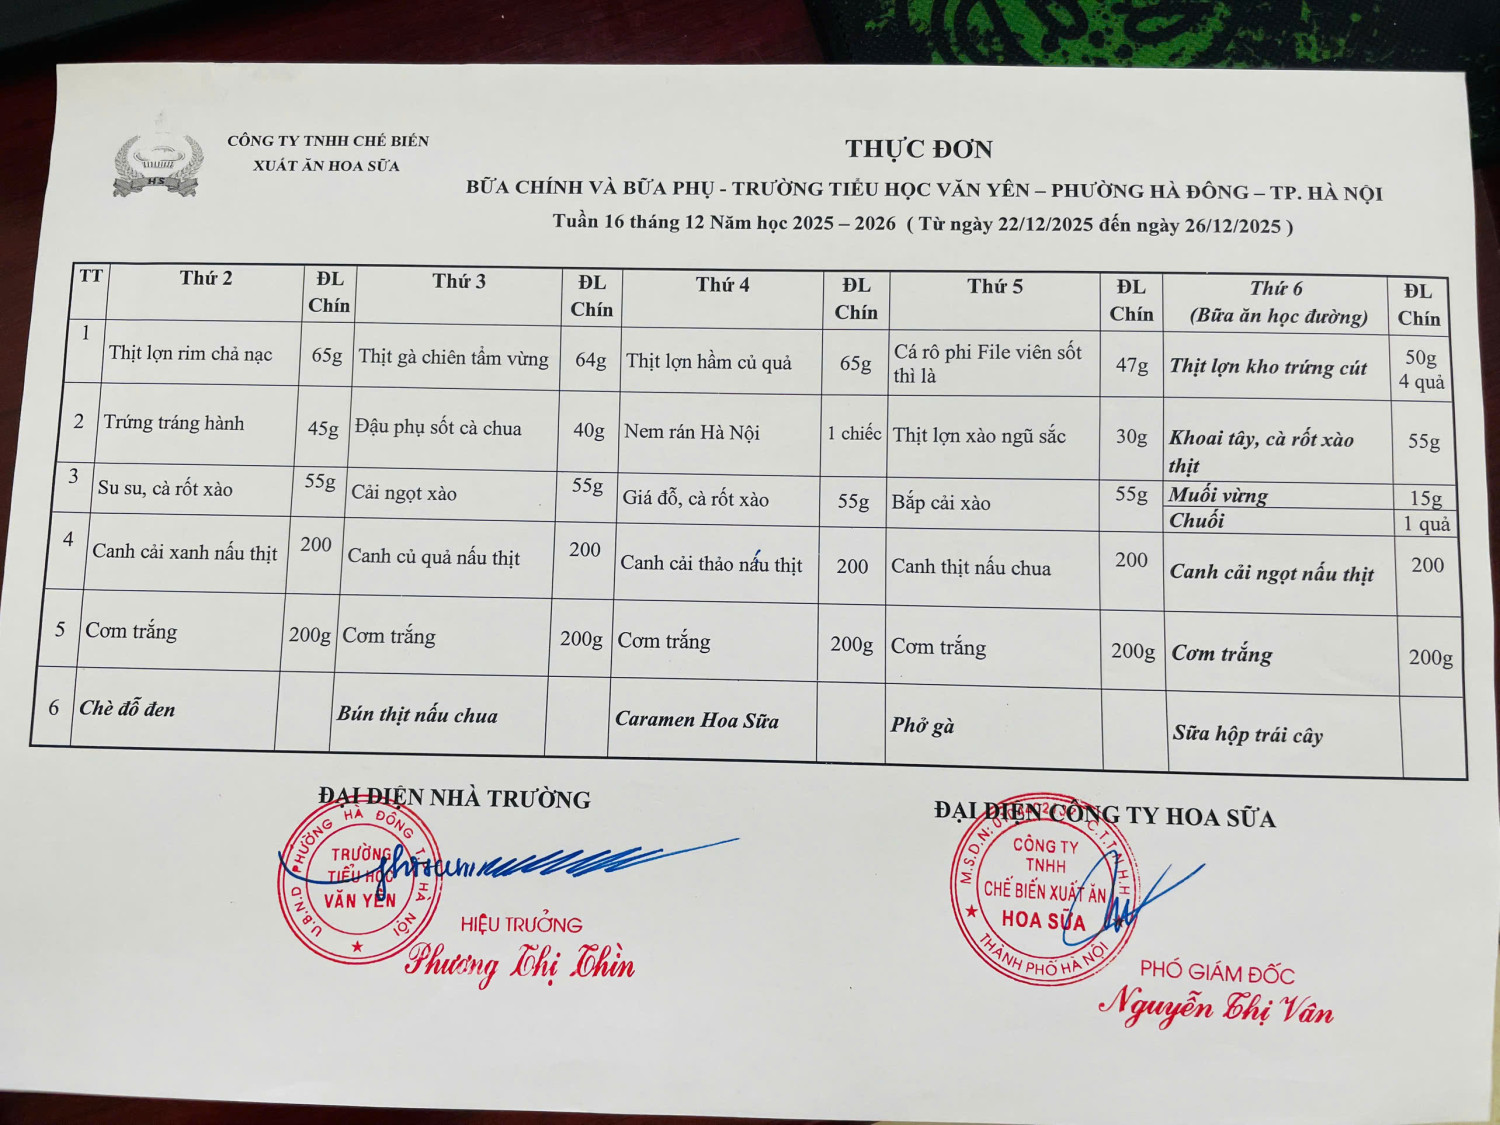 CÔNG TY TNHH CHẾ BIẾN
XUẤT ĂN HOA SỮA
HS
THỰC ĐƠN
BỮA CHÍNH VÀ BỮA PHỤ - TRƯỜNG TIỂU HỌC VĂN YÊN – PHƯỜNG HÀ ĐÔNG – TP. HÀ NỘI
Tuần 16 tháng 12 Năm học 2025 – 2026 ( Từ ngày 22/12/2025 đến ngày 26/12/2025 )
TT Thứ 2 ĐL Chín Thứ 3 ĐL Chín Thứ 4 ĐL Chín Thứ 5 ĐL Chín Thứ 6 (Bữa ăn học đường) ĐL Chín
1 Thịt lợn rim chả nạc 65g Thịt gà chiên tẩm vừng 64g Thịt lợn hầm củ quả 65g Cá rô phi File viên sốt thì là 47g Thịt lợn kho trứng cút 50g 4 quả
2 Trứng tráng hành 45g Đậu phụ sốt cà chua 40g Nem rán Hà Nội 1 chiếc Thịt lợn xào ngũ sắc 30g Khoai tây, cà rốt xào thịt 55g
3 Su su, cà rốt xào 55g Cải ngọt xào 55g Giá đỗ, cà rốt xào 55g Bắp cải xào 55g Muối vừng 15g
Chuối 1 quả
4 Canh cải xanh nấu thịt 200 Canh củ quả nấu thịt 200 Canh cải thảo nấu thịt 200 Canh thịt nấu chua 200 Canh cải ngọt nấu thịt 200
5 Cơm trắng 200g Cơm trắng 200g Cơm trắng 200g Cơm trắng 200g Cơm trắng 200g
6 Chè đỗ đen Bún thịt nấu chua Caramen Hoa Sữa Phở gà Sữa hộp trái cây
ĐẠI DIỆN NHÀ TRƯỜNG
U.B.N.D PHƯỜNG HÀ ĐÔNG T.P HÀ NỘI
TRƯỜNG
TIỂU HỌC
VĂN YÊN
HIỆU TRƯỞNG
Phương Thị Thìn
ĐẠI DIỆN CÔNG TY HOA SỮA
M.S.D.N: C.T.T.N.H.H
CÔNG TY
TNHH
CHẾ BIẾN XUẤT ĂN
HOA SỮA
THÀNH PHỐ HÀ NỘI
PHÓ GIÁM ĐỐC
Nguyễn Thị Vân